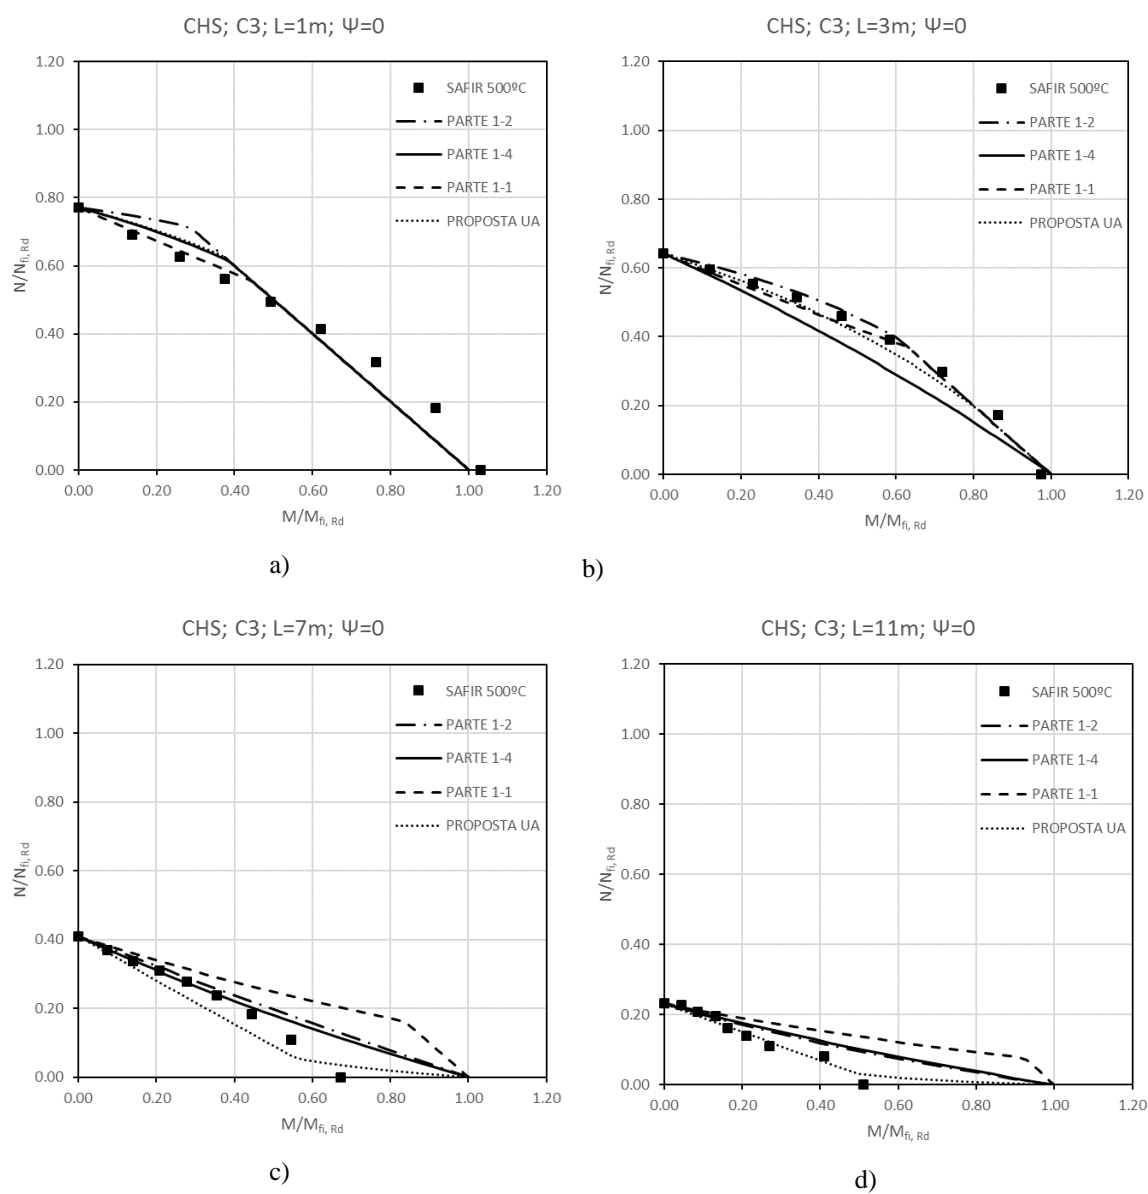 CHS; C3; L=1m; Ψ=0
1.20
1.00
0.80
0.60
0.40
0.20
0.00
N/Nfi, Rd
SAFIR 500ºC
PARTE 1-2
PARTE 1-4
PARTE 1-1
PROPOSTA UA
0.00 0.20 0.40 0.60 0.80 1.00 1.20
M/Mfi, Rd
a)
CHS; C3; L=3m; Ψ=0
1.20
1.00
0.80
0.60
0.40
0.20
0.00
N/Nfi, Rd
SAFIR 500ºC
PARTE 1-2
PARTE 1-4
PARTE 1-1
PROPOSTA UA
0.00 0.20 0.40 0.60 0.80 1.00 1.20
M/Mfi, Rd
b)
CHS; C3; L=7m; Ψ=0
1.20
1.00
0.80
0.60
0.40
0.20
0.00
N/Nfi, Rd
SAFIR 500ºC
PARTE 1-2
PARTE 1-4
PARTE 1-1
PROPOSTA UA
0.00 0.20 0.40 0.60 0.80 1.00 1.20
M/Mfi, Rd
c)
CHS; C3; L=11m; Ψ=0
1.20
1.00
0.80
0.60
0.40
0.20
0.00
N/Nfi, Rd
SAFIR 500ºC
PARTE 1-2
PARTE 1-4
PARTE 1-1
PROPOSTA UA
0.00 0.20 0.40 0.60 0.80 1.00 1.20
M/Mfi, Rd
d)